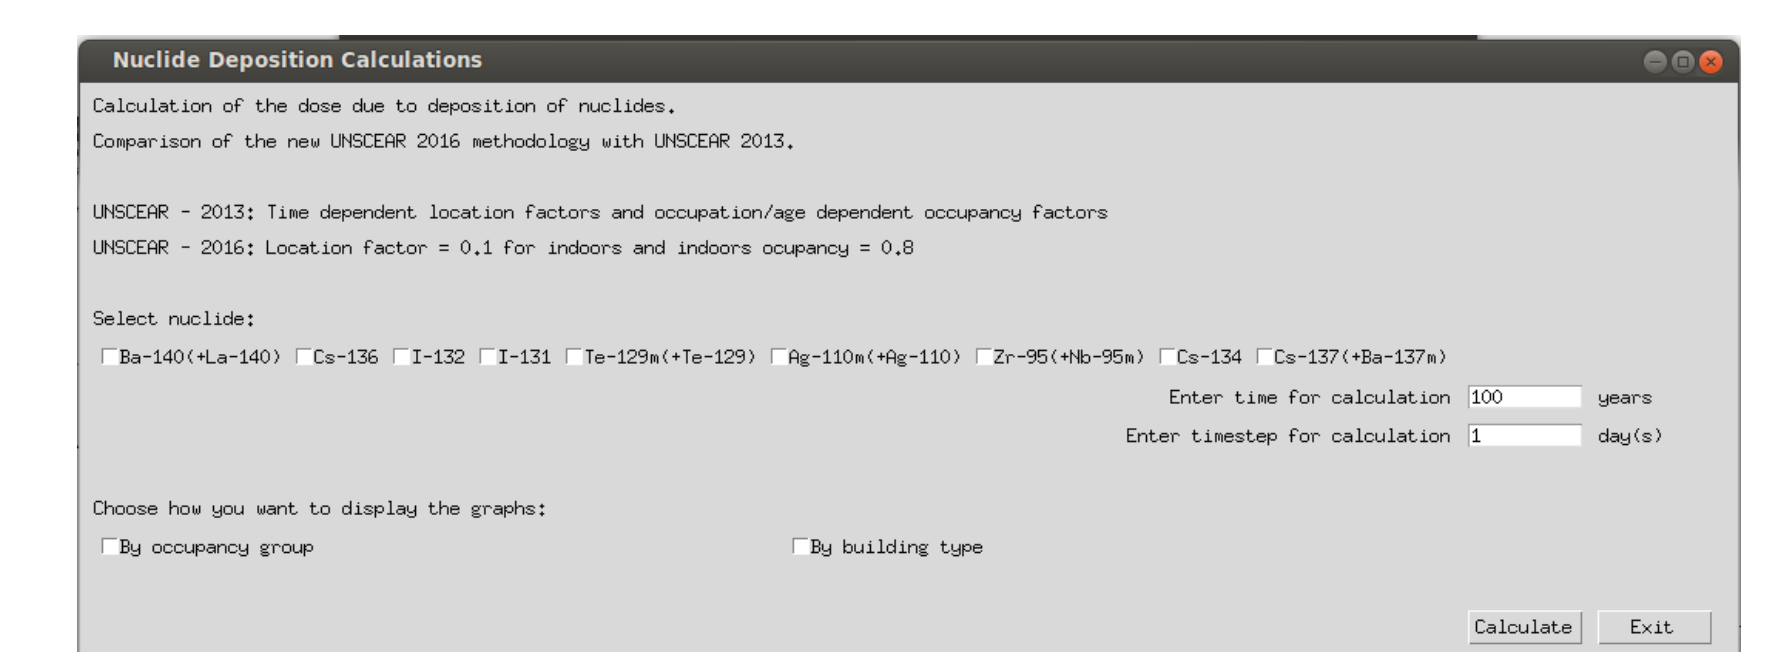 Nuclide Deposition Calculations
Calculation of the dose due to deposition of nuclides.
Comparison of the new UNSCEAR 2016 methodology with UNSCEAR 2013.
UNSCEAR - 2013: Time dependent location factors and occupation/age dependent occupancy factors
UNSCEAR - 2016: Location factor = 0.1 for indoors and indoors ocupancy = 0.8
Select nuclide:
Ba-140(+La-140) Cs-136 I-132 I-131 Te-129m(+Te-129) Ag-110m(+Ag-110) Zr-95(+Nb-95m) Cs-134 Cs-137(+Ba-137m)
Enter time for calculation 100 years
Enter timestep for calculation 1 day(s)
Choose how you want to display the graphs:
By occupancy group By building type
Calculate Exit